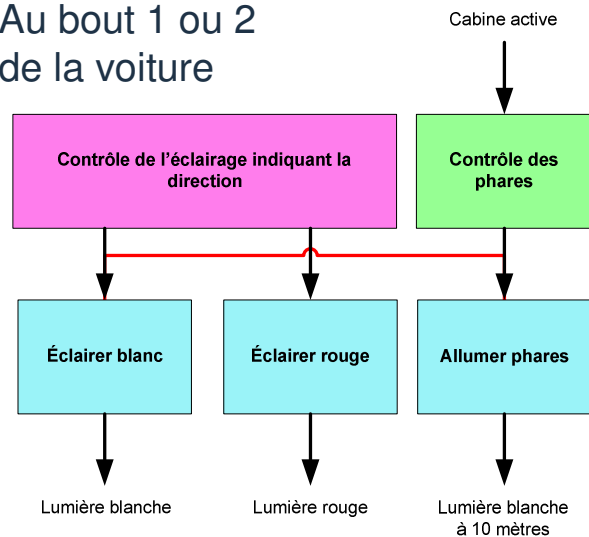 Au bout 1 ou 2
de la voiture
Cabine active
Contrôle de l’éclairage indiquant la
direction
Contrôle des
phares
Éclairer blanc
Éclairer rouge
Allumer phares
Lumière blanche
Lumière rouge
Lumière blanche
à 10 mètres